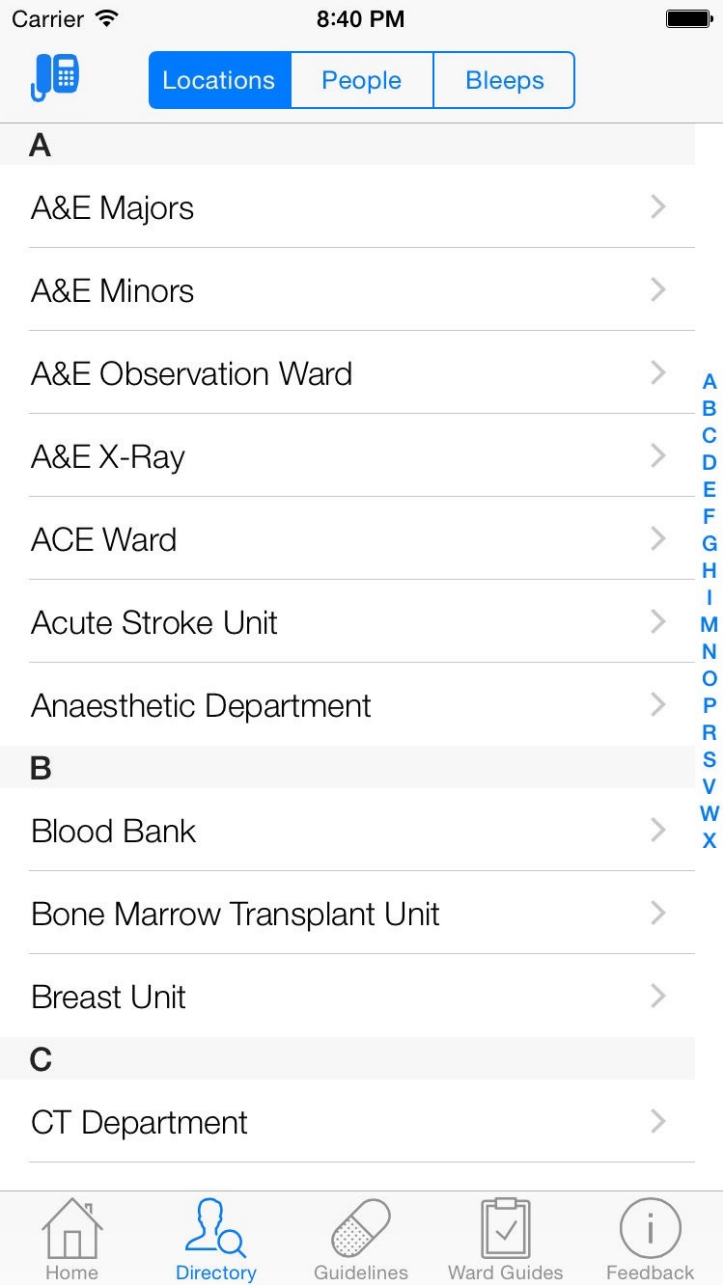 Carrier 8:40 PM
Locations People Bleeps
A
A&E Majors
A&E Minors
A&E Observation Ward
A&E X-Ray
ACE Ward
Acute Stroke Unit
Anaesthetic Department
B
Blood Bank
Bone Marrow Transplant Unit
Breast Unit
C
CT Department
A
B
C
D
E
F
G
H
I
M
N
O
P
R
S
V
W
X
Home Directory Guidelines Ward Guides Feedback